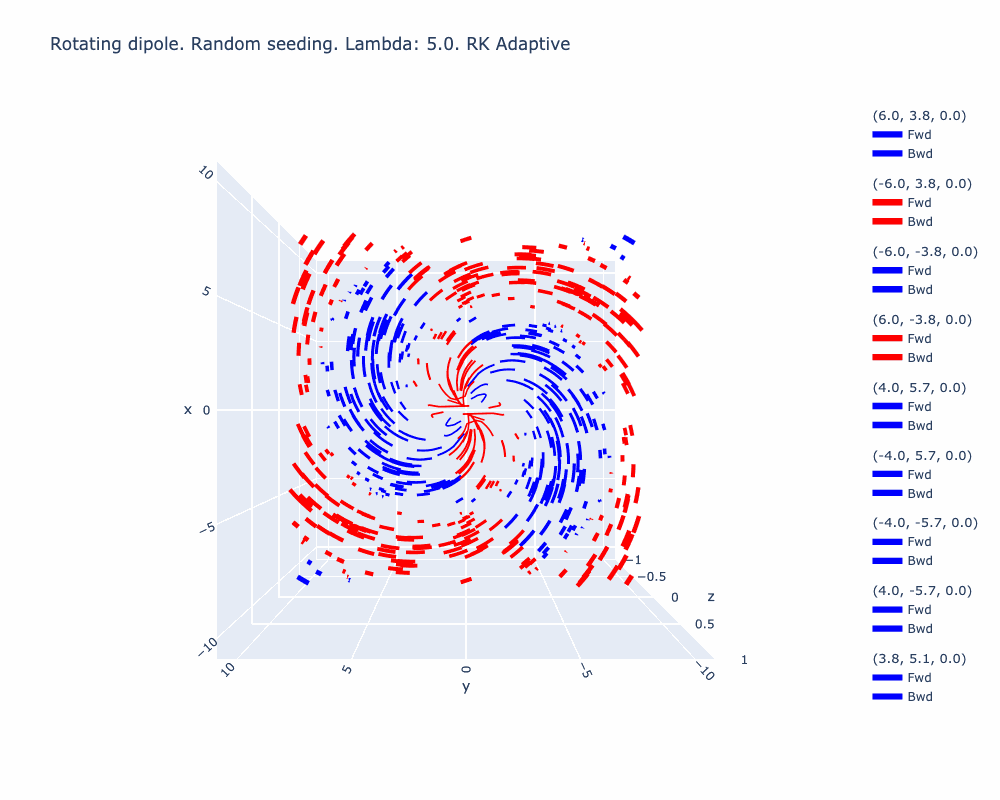 Rotating dipole. Random seeding. Lambda: 5.0. RK Adaptive
(6.0, 3.8, 0.0)
Fwd
Bwd
(-6.0, 3.8, 0.0)
Fwd
Bwd
(-6.0, -3.8, 0.0)
Fwd
Bwd
(6.0, -3.8, 0.0)
Fwd
Bwd
(4.0, 5.7, 0.0)
Fwd
Bwd
(-4.0, 5.7, 0.0)
Fwd
Bwd
(-4.0, -5.7, 0.0)
Fwd
Bwd
(4.0, -5.7, 0.0)
Fwd
Bwd
(3.8, 5.1, 0.0)
Fwd
Bwd
10
5
x 0
−5
−10
−1
−0.5
0 z
0.5
1
10
5
0
−5
−10
y